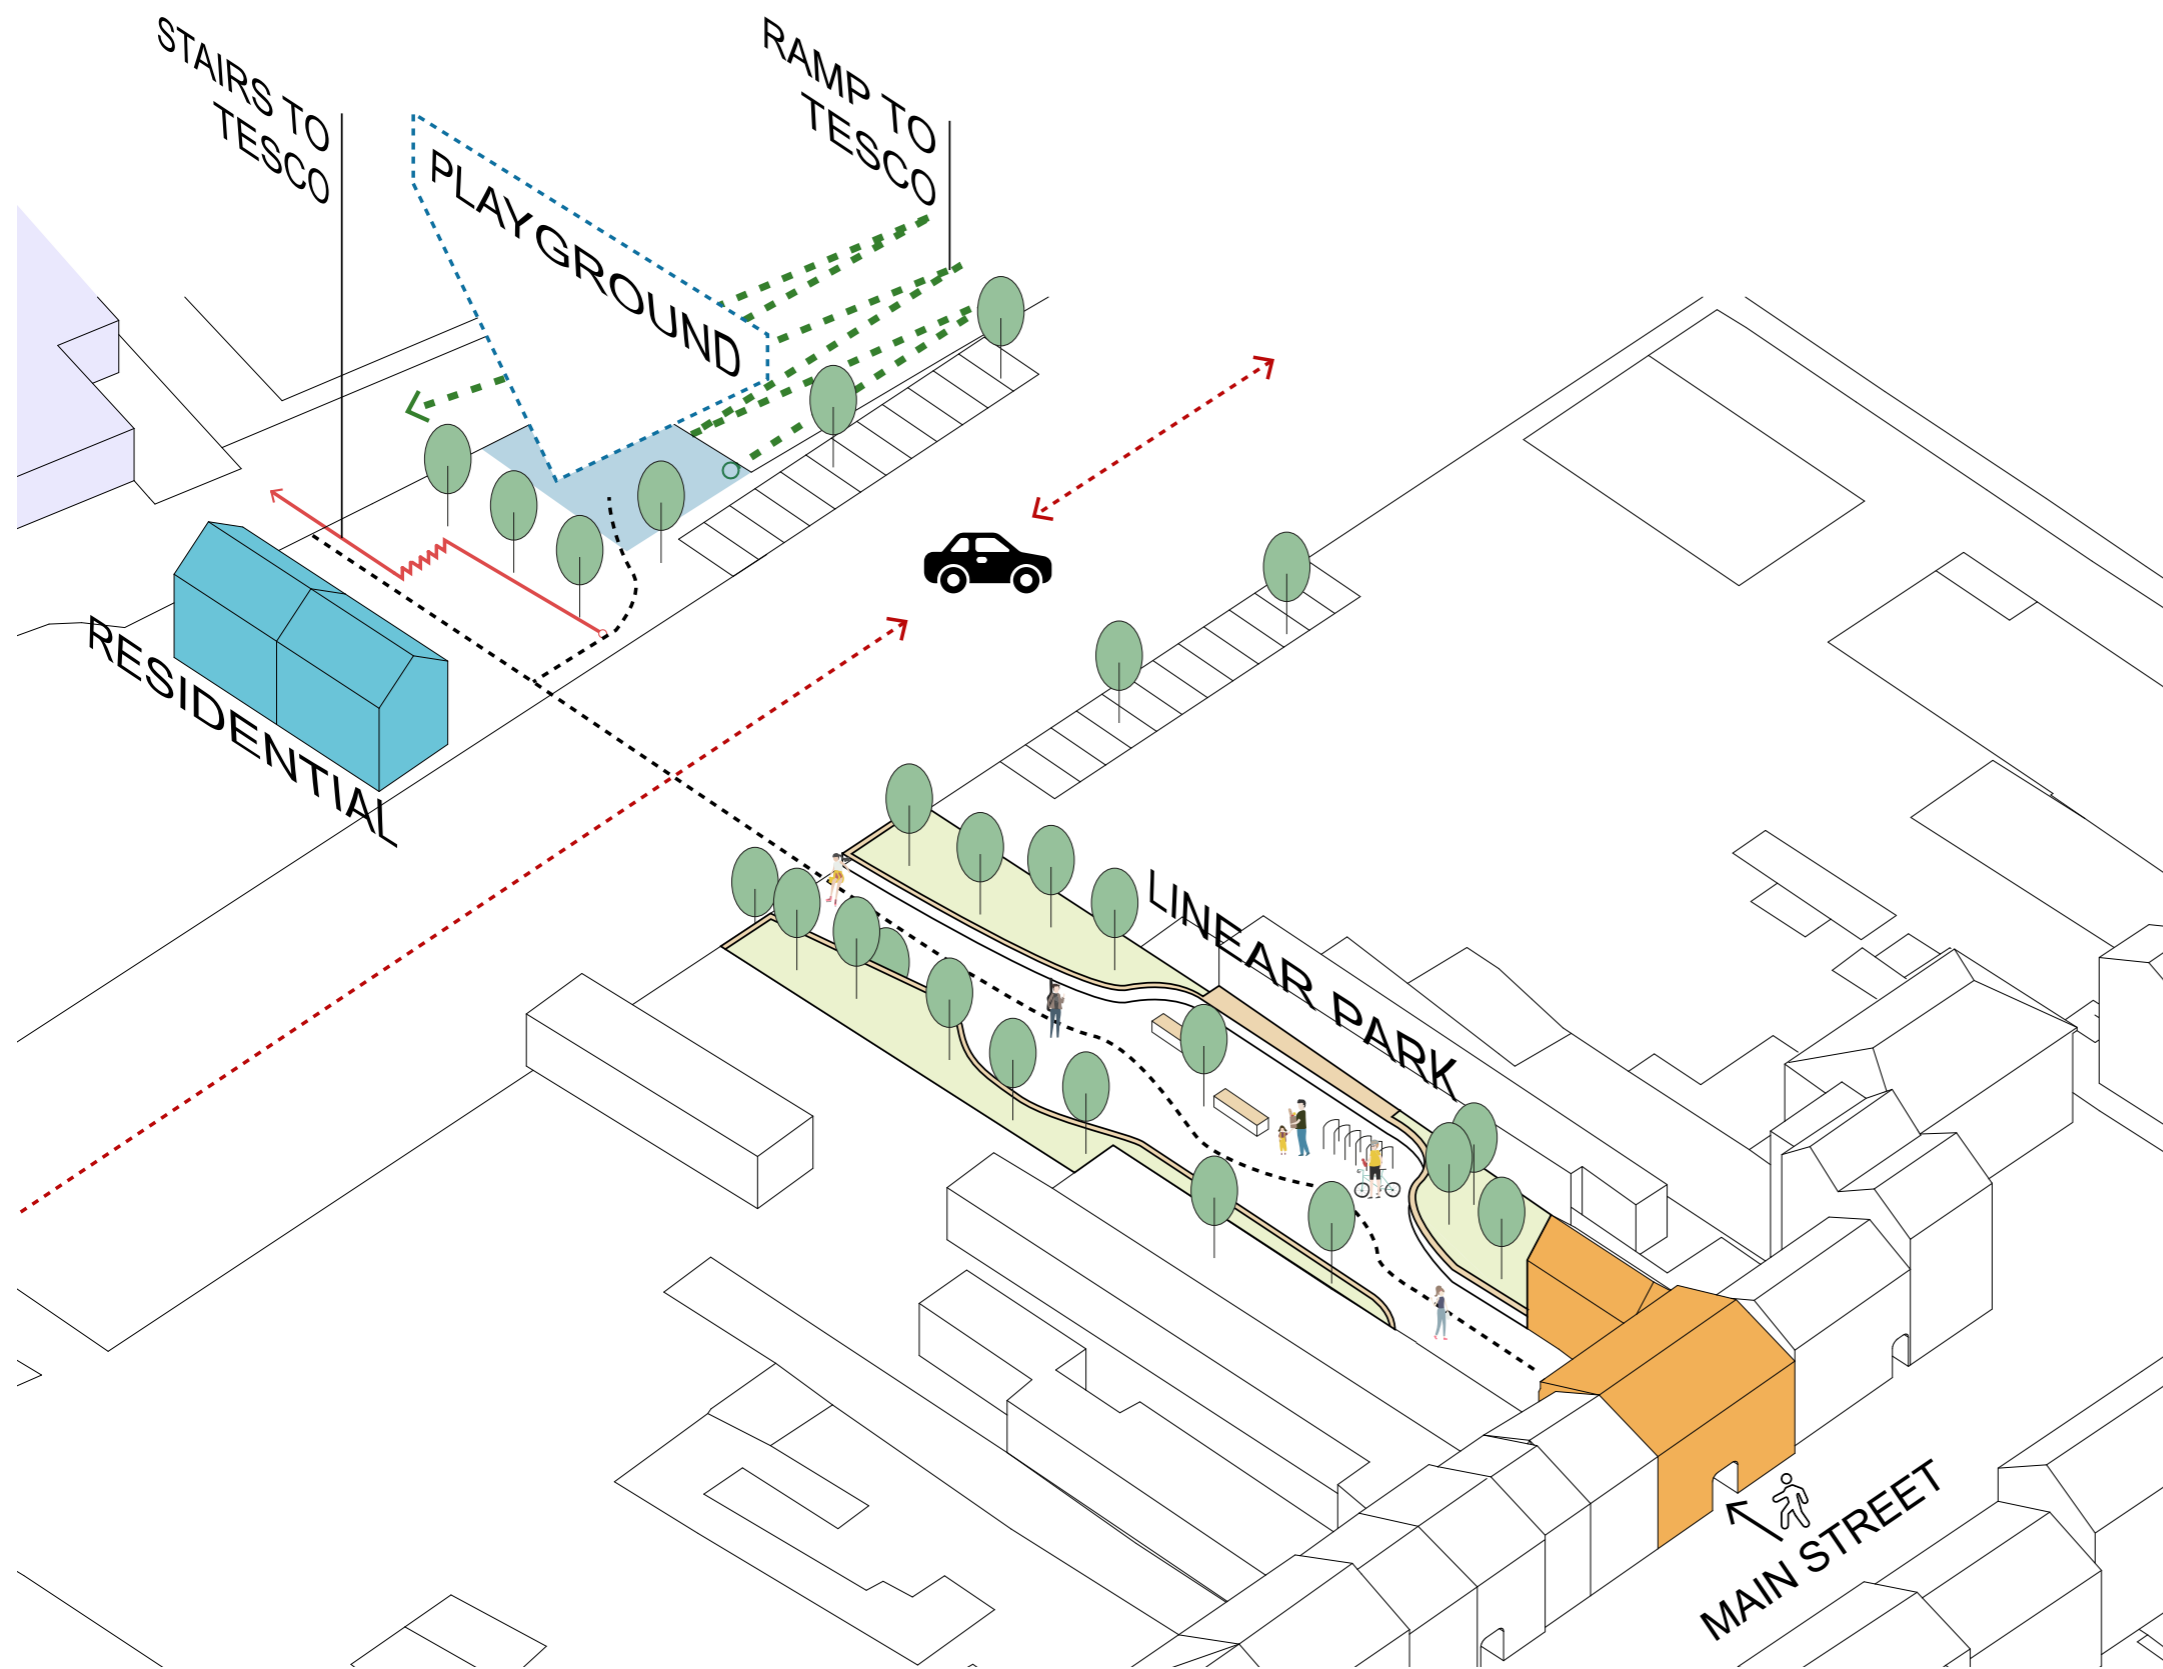 STAIRS TO
TESCO
RAMP TO
TESCO
PLAYGROUND
RESIDENTIAL
LINEAR PARK
MAIN STREET